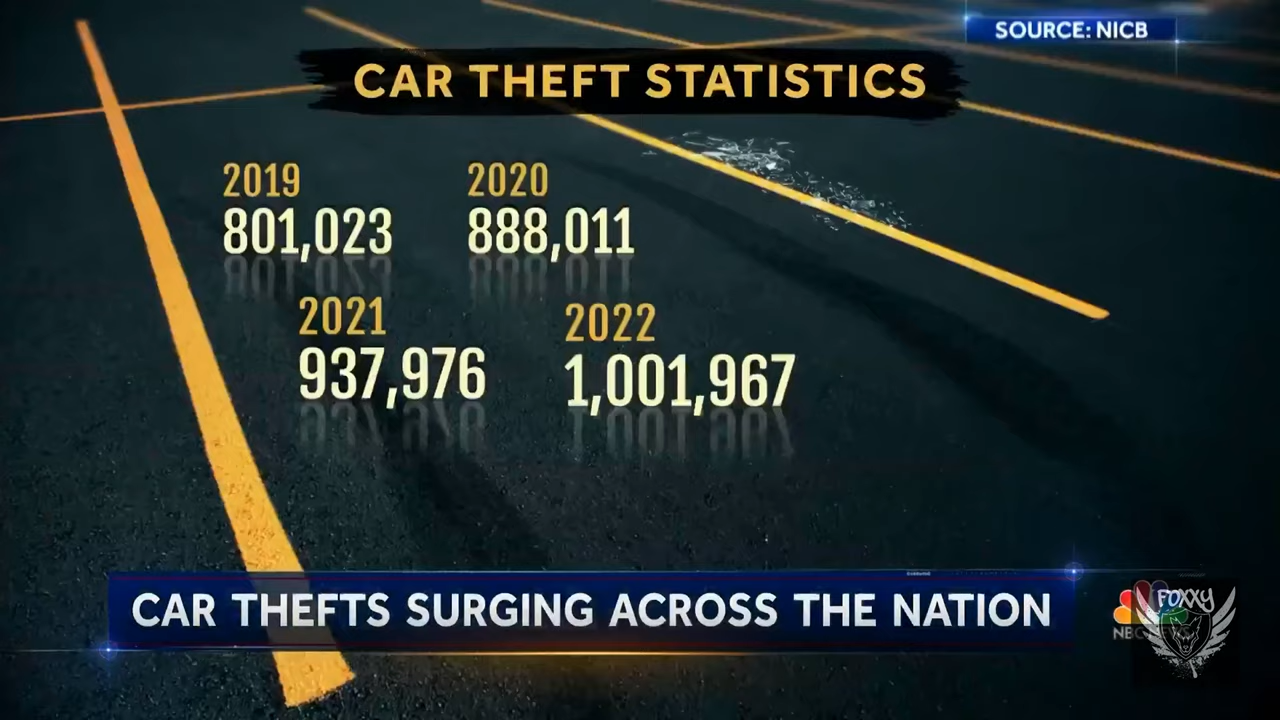 SOURCE: NICB
CAR THEFT STATISTICS
2019
801,023
2020
888,011
2021
937,976
2022
1,001,967
CAR THEFTS SURGING ACROSS THE NATION
FOXXY
NBC